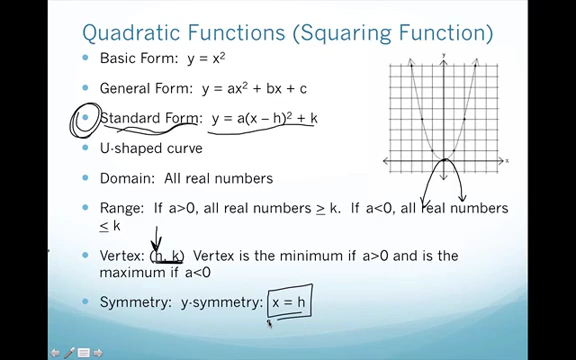 Quadratic Functions (Squaring Function)
Basic Form: y = x²
General Form: y = ax² + bx + c
Standard Form: y = a(x – h)² + k
U-shaped curve
Domain: All real numbers
Range: If a>0, all real numbers ≥ k. If a<0, all real numbers
≤ k
Vertex: (h, k) Vertex is the minimum if a>0 and is the
maximum if a<0
Symmetry: y-symmetry: x = h
y
x